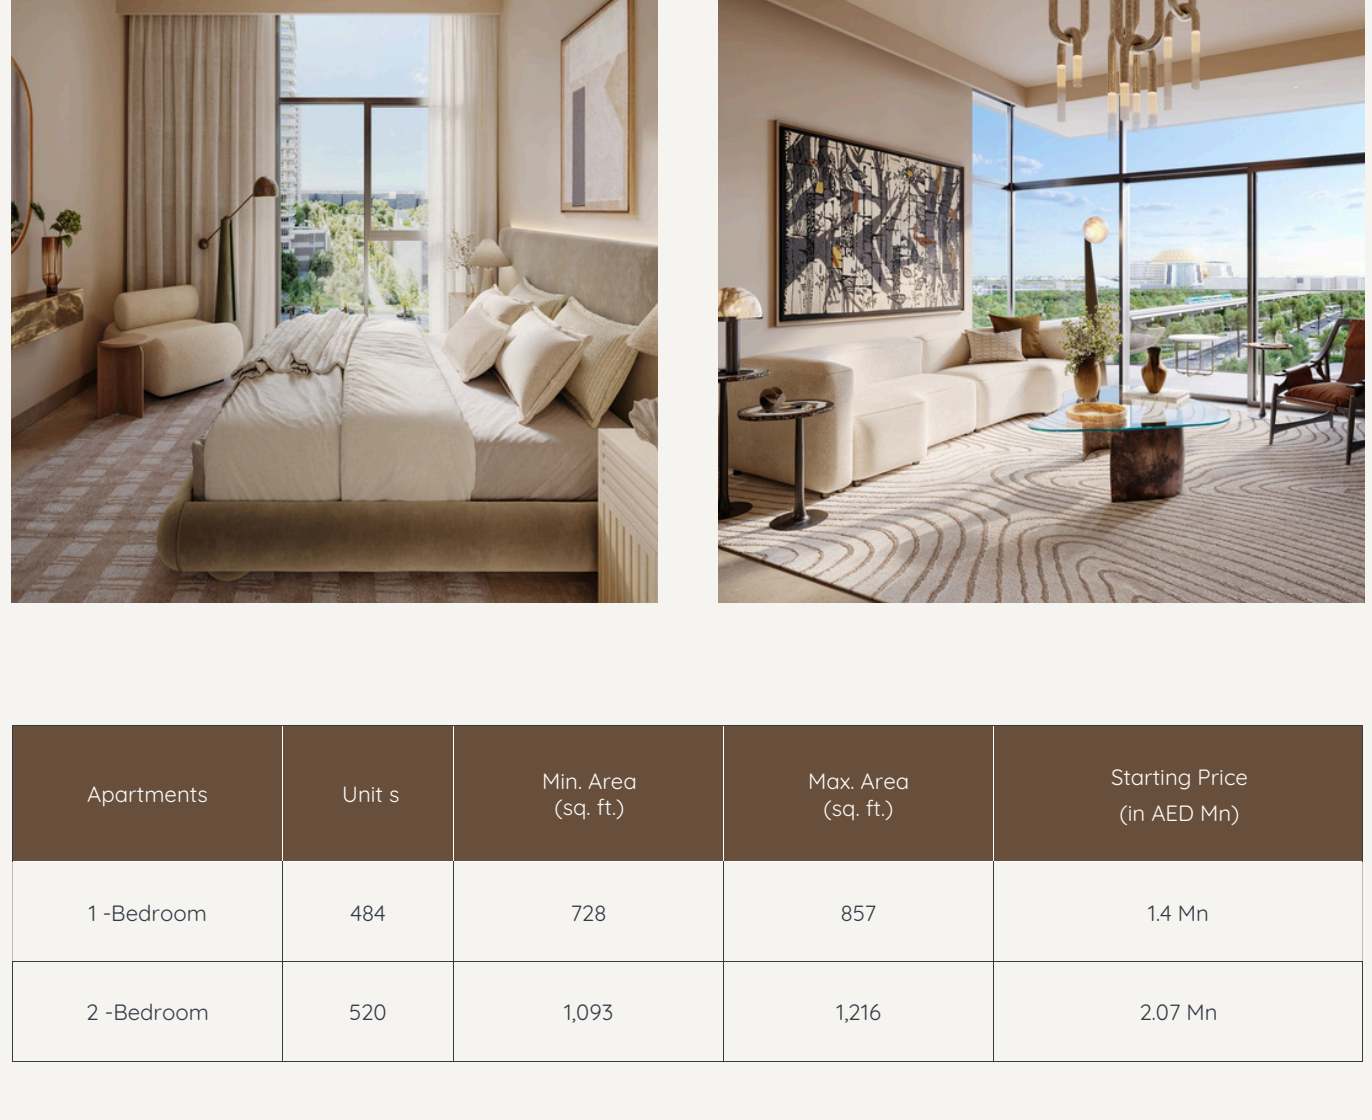 Apartments
Unit s
Min. Area
(sq. ft.)
Max. Area
(sq. ft.)
Starting Price
(in AED Mn)
1 -Bedroom
484
728
857
1.4 Mn
2 -Bedroom
520
1,093
1,216
2.07 Mn